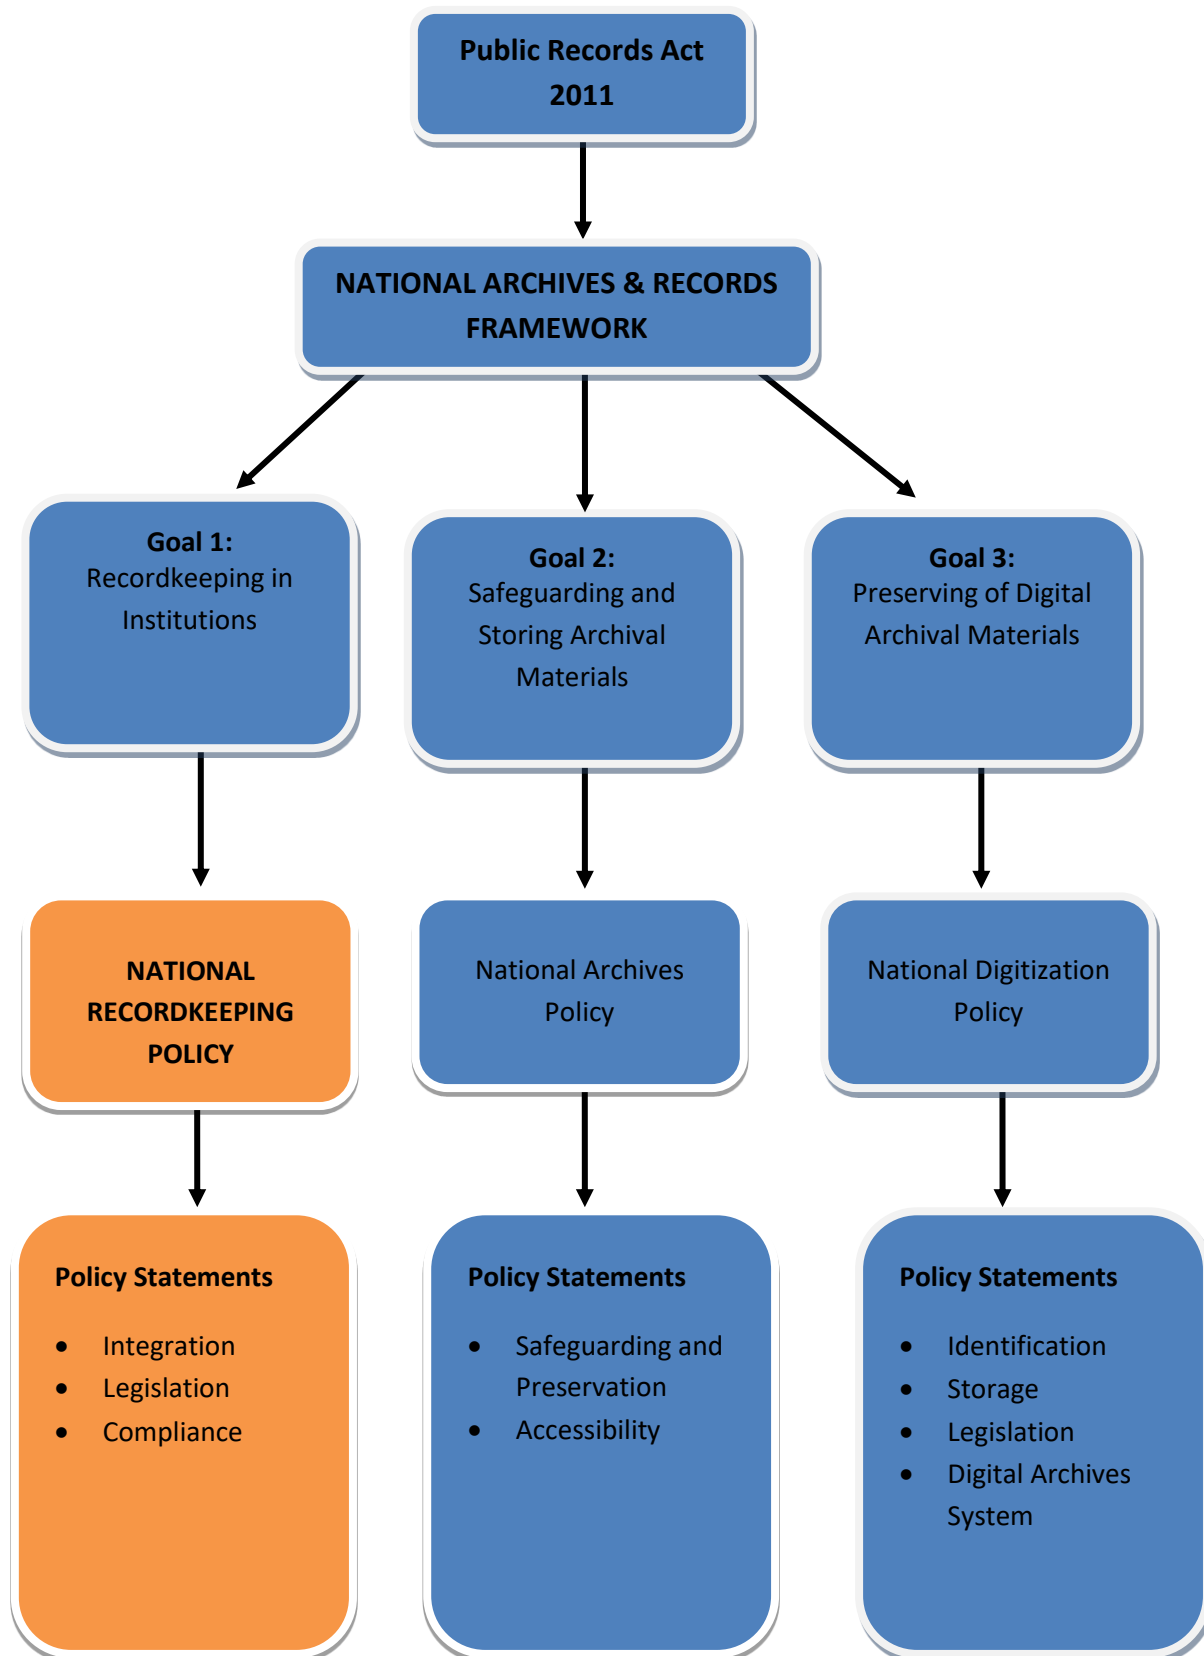 Public Records Act
2011
NATIONAL ARCHIVES & RECORDS
FRAMEWORK
Goal 1:
Recordkeeping in
Institutions
Goal 2:
Safeguarding and
Storing Archival
Materials
Goal 3:
Preserving of Digital
Archival Materials
NATIONAL
RECORDKEEPING
POLICY
National Archives
Policy
National Digitization
Policy
Policy Statements
• Integration
• Legislation
• Compliance
Policy Statements
• Safeguarding and
Preservation
• Accessibility
Policy Statements
• Identification
• Storage
• Legislation
• Digital Archives
System